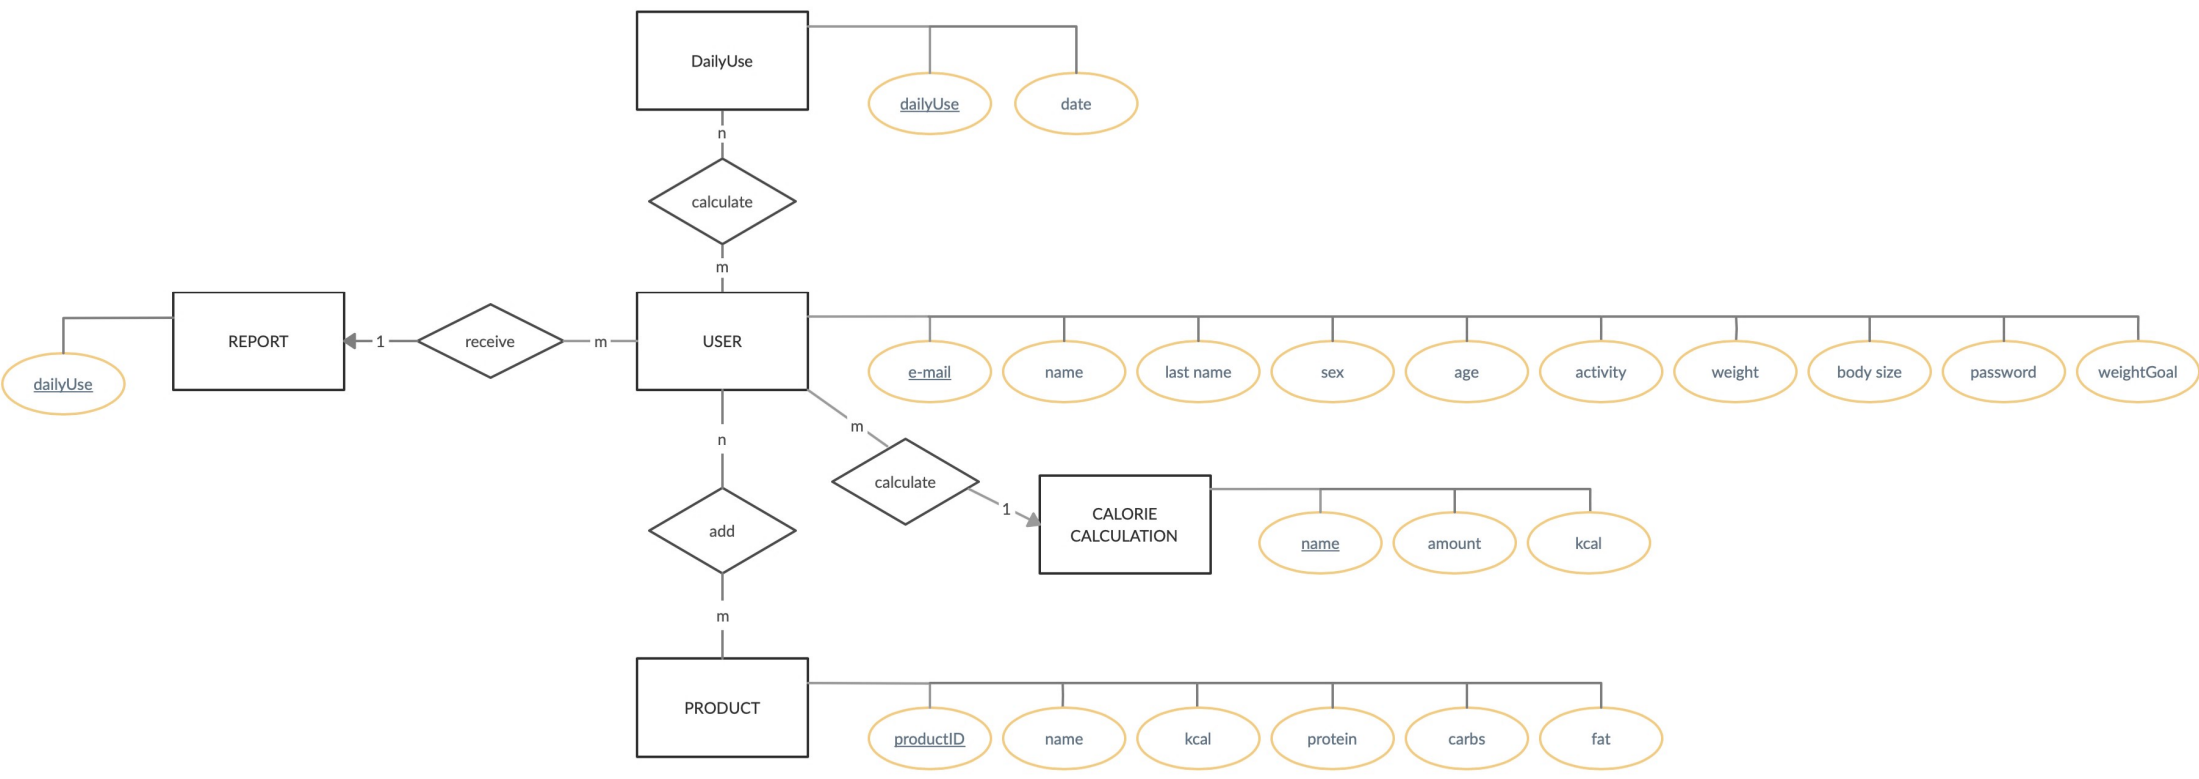 DailyUse
dailyUse
date
n
calculate
m
REPORT
1
receive
m
USER
dailyUse
e-mail
name
last name
sex
age
activity
weight
body size
password
weightGoal
n
m
calculate
1
CALORIE
CALCULATION
name
amount
kcal
add
m
PRODUCT
productID
name
kcal
protein
carbs
fat